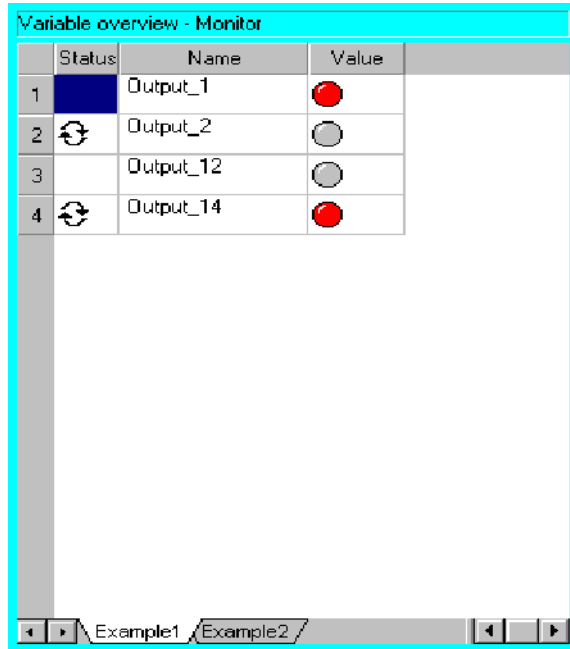 Variable overview - Monitor
Status Name Value
1 Output_1
2 Output_2
3 Output_12
4 Output_14
Example1 Example2